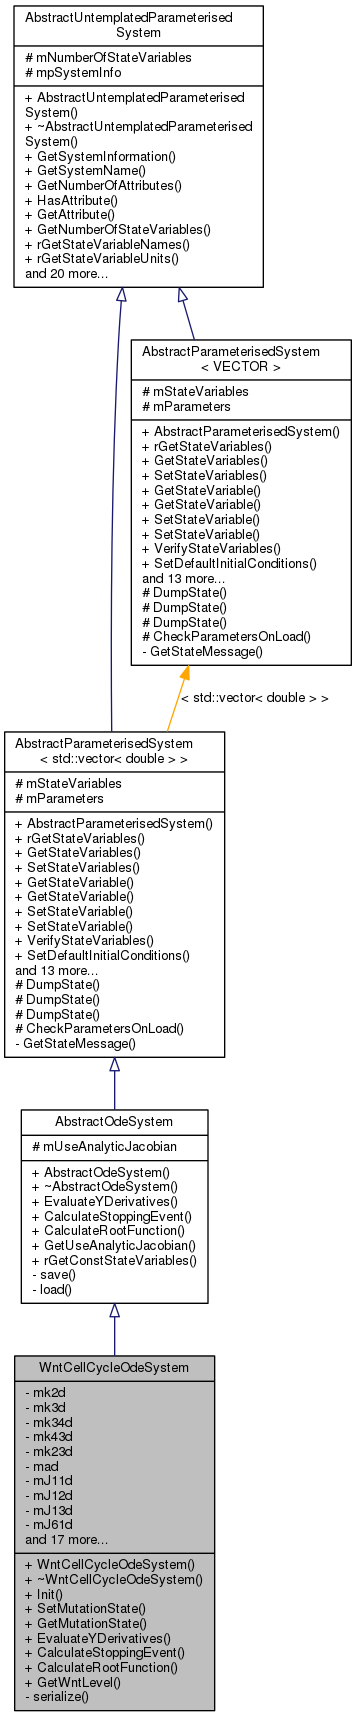 AbstractUntemplatedParameterised
System
# mNumberOfStateVariables
# mpSystemInfo
+ AbstractUntemplatedParameterised
System()
+ ~AbstractUntemplatedParameterised
System()
+ GetSystemInformation()
+ GetSystemName()
+ GetNumberOfAttributes()
+ HasAttribute()
+ GetAttribute()
+ GetNumberOfStateVariables()
+ rGetStateVariableNames()
+ rGetStateVariableUnits()
and 20 more...
AbstractParameterisedSystem
< VECTOR >
# mStateVariables
# mParameters
+ AbstractParameterisedSystem()
+ rGetStateVariables()
+ GetStateVariables()
+ SetStateVariables()
+ GetStateVariable()
+ GetStateVariable()
+ SetStateVariable()
+ SetStateVariable()
+ VerifyStateVariables()
+ SetDefaultInitialConditions()
and 13 more...
# DumpState()
# DumpState()
# DumpState()
# CheckParametersOnLoad()
- GetStateMessage()
< std::vector< double > >
AbstractParameterisedSystem
< std::vector< double > >
# mStateVariables
# mParameters
+ AbstractParameterisedSystem()
+ rGetStateVariables()
+ GetStateVariables()
+ SetStateVariables()
+ GetStateVariable()
+ GetStateVariable()
+ SetStateVariable()
+ SetStateVariable()
+ VerifyStateVariables()
+ SetDefaultInitialConditions()
and 13 more...
# DumpState()
# DumpState()
# DumpState()
# CheckParametersOnLoad()
- GetStateMessage()
AbstractOdeSystem
# mUseAnalyticJacobian
+ AbstractOdeSystem()
+ ~AbstractOdeSystem()
+ EvaluateYDerivatives()
+ CalculateStoppingEvent()
+ CalculateRootFunction()
+ GetUseAnalyticJacobian()
+ rGetConstStateVariables()
- save()
- load()
WntCellCycleOdeSystem
- mk2d
- mk3d
- mk34d
- mk43d
- mk23d
- mad
- mJ11d
- mJ12d
- mJ13d
- mJ61d
and 17 more...
+ WntCellCycleOdeSystem()
+ ~WntCellCycleOdeSystem()
+ Init()
+ SetMutationState()
+ GetMutationState()
+ EvaluateYDerivatives()
+ CalculateStoppingEvent()
+ CalculateRootFunction()
+ GetWntLevel()
- serialize()